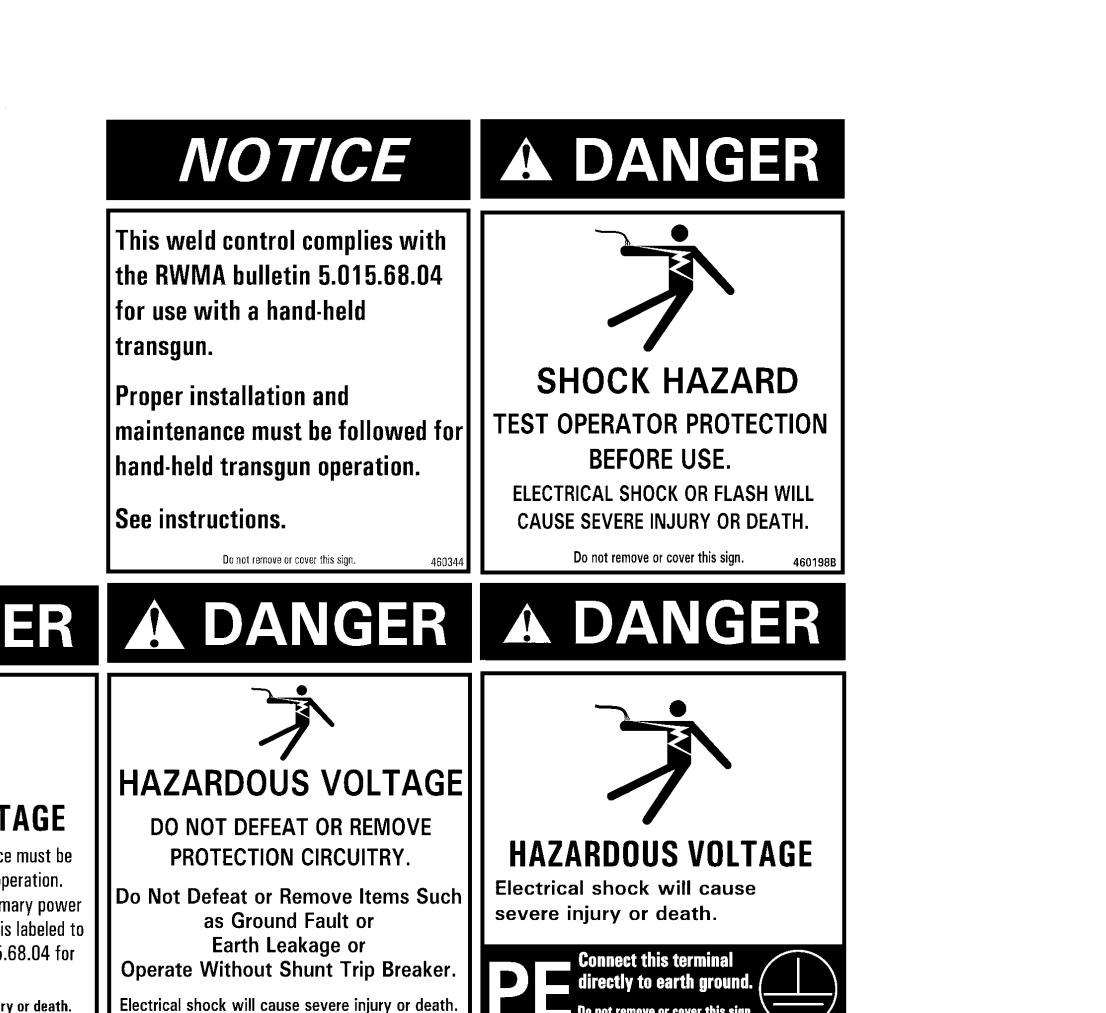 NOTICE
This weld control complies with
the RWMA bulletin 5.015.68.04
for use with a hand-held
transgun.
Proper installation and
maintenance must be followed for
hand-held transgun operation.
See instructions.
Do not remove or cover this sign.
460344
DANGER
SHOCK HAZARD
TEST OPERATOR PROTECTION
BEFORE USE.
ELECTRICAL SHOCK OR FLASH WILL
CAUSE SEVERE INJURY OR DEATH.
Do not remove or cover this sign.
460198B
ER
TAGE
ce must be
peration.
mary power
is labeled to
.68.04 for
ry or death.
DANGER
HAZARDOUS VOLTAGE
DO NOT DEFEAT OR REMOVE
PROTECTION CIRCUITRY.
Do Not Defeat or Remove Items Such
as Ground Fault or
Earth Leakage or
Operate Without Shunt Trip Breaker.
Electrical shock will cause severe injury or death.
DANGER
HAZARDOUS VOLTAGE
Electrical shock will cause
severe injury or death.
PE
Connect this terminal
directly to earth ground.
Do not remove or cover this sign